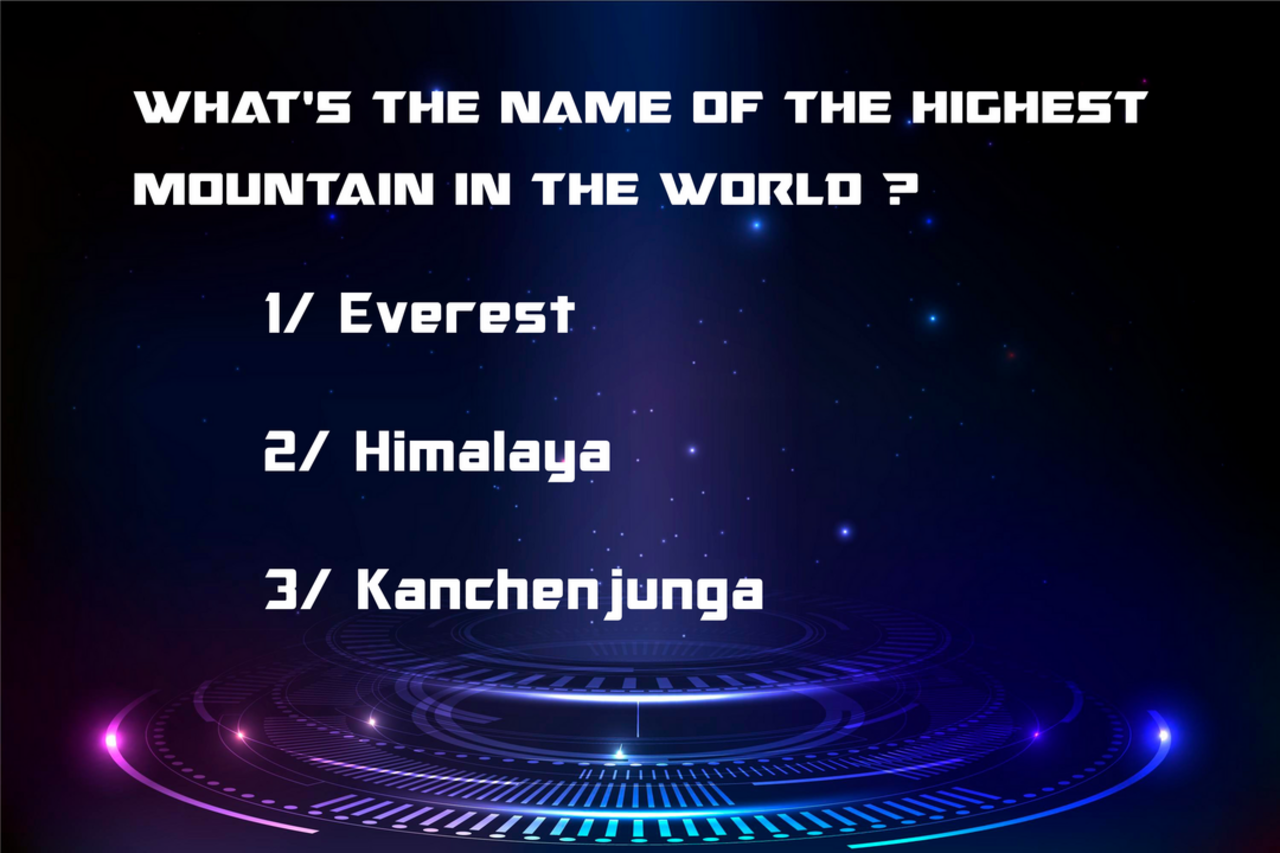 WHAT'S THE NAME OF THE HIGHEST
MOUNTAIN IN THE WORLD ?
1/ Everest
2/ Himalaya
3/ Kanchenjunga